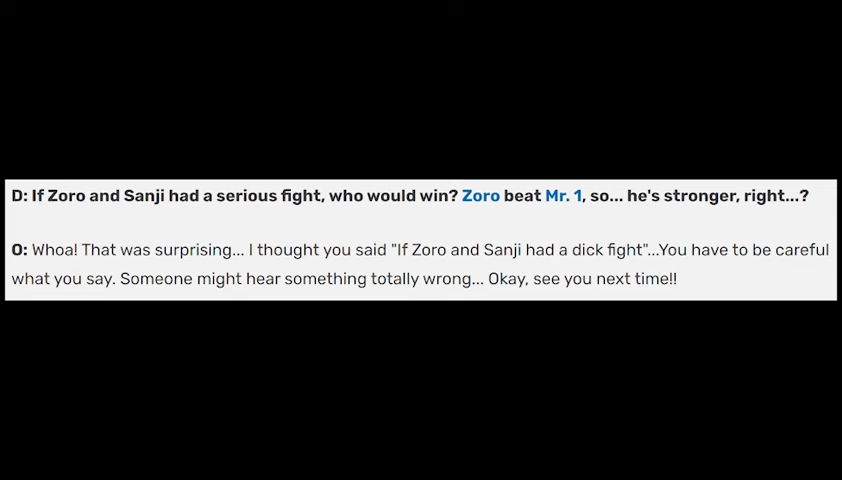 D: If Zoro and Sanji had a serious fight, who would win? Zoro beat Mr. 1, so... he's stronger, right...?
O: Whoa! That was surprising... I thought you said "If Zoro and Sanji had a dick fight"...You have to be careful
what you say. Someone might hear something totally wrong... Okay, see you next time!!